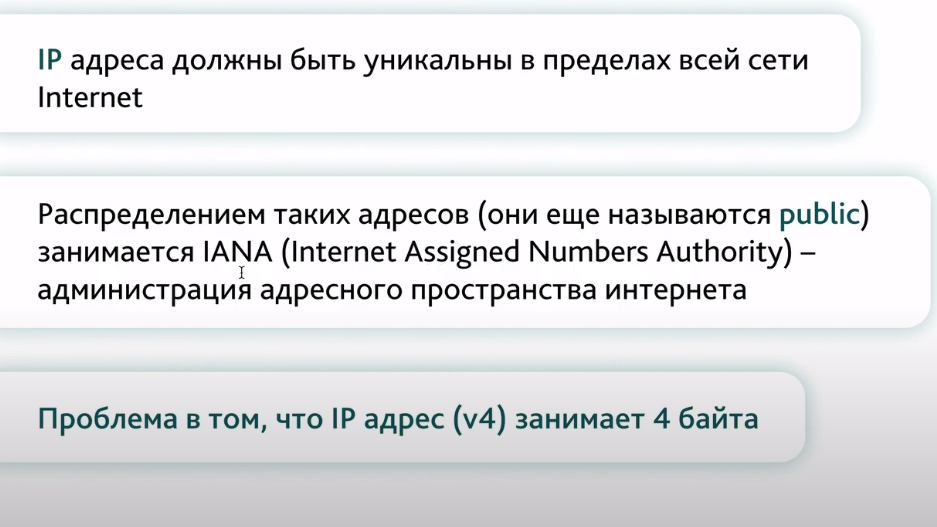 IP адреса должны быть уникальны в пределах всей сети
Internet
Распределением таких адресов (они еще называются public)
занимается IANA (Internet Assigned Numbers Authority) –
администрация адресного пространства интернета
Проблема в том, что IP адрес (v4) занимает 4 байта